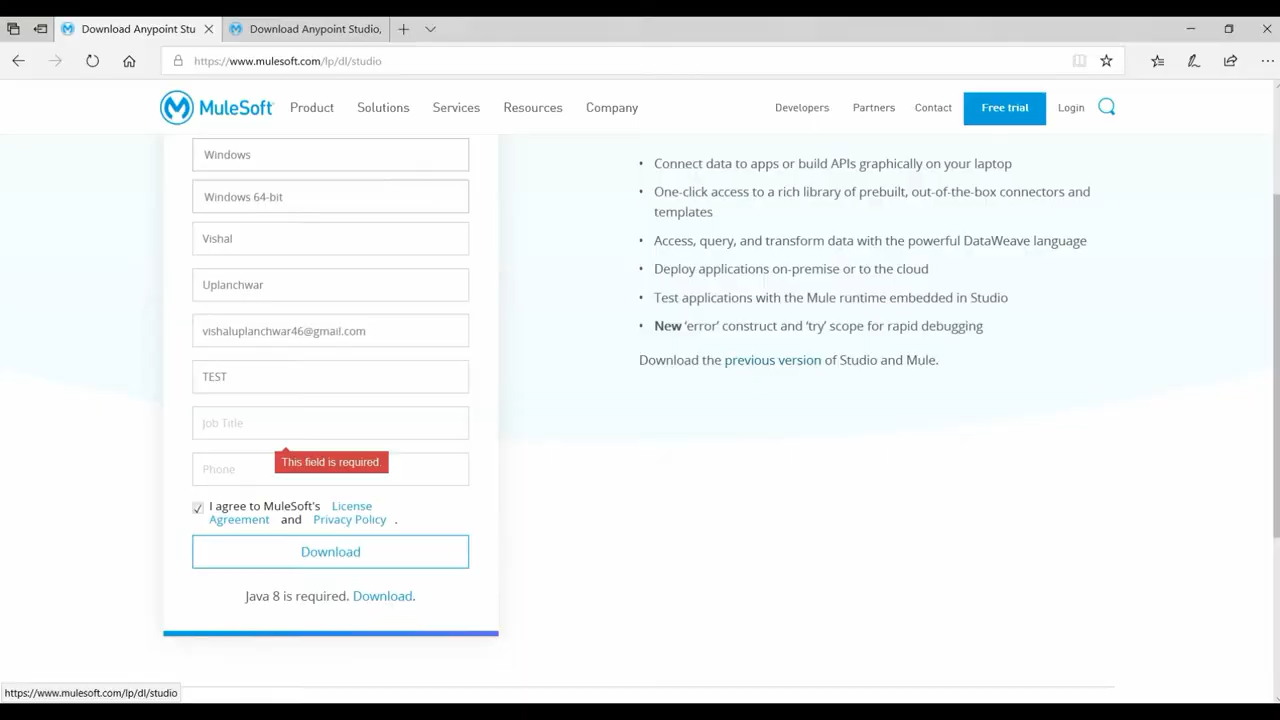 Download Anypoint Stu
Download Anypoint Studio,
https://www.mulesoft.com/lp/dl/studio
MuleSoft Product Solutions Services Resources Company Developers Partners Contact Free trial Login
Windows
Windows 64-bit
Vishal
Uplanchwar
vishaluplanchwar46@gmail.com
TEST
Job Title
Phone
This field is required.
I agree to MuleSoft's License
Agreement and Privacy Policy .
Download
Java 8 is required. Download.
• Connect data to apps or build APIs graphically on your laptop
• One-click access to a rich library of prebuilt, out-of-the-box connectors and
templates
• Access, query, and transform data with the powerful DataWeave language
• Deploy applications on-premise or to the cloud
• Test applications with the Mule runtime embedded in Studio
• New 'error' construct and 'try' scope for rapid debugging
Download the previous version of Studio and Mule.
https://www.mulesoft.com/lp/dl/studio